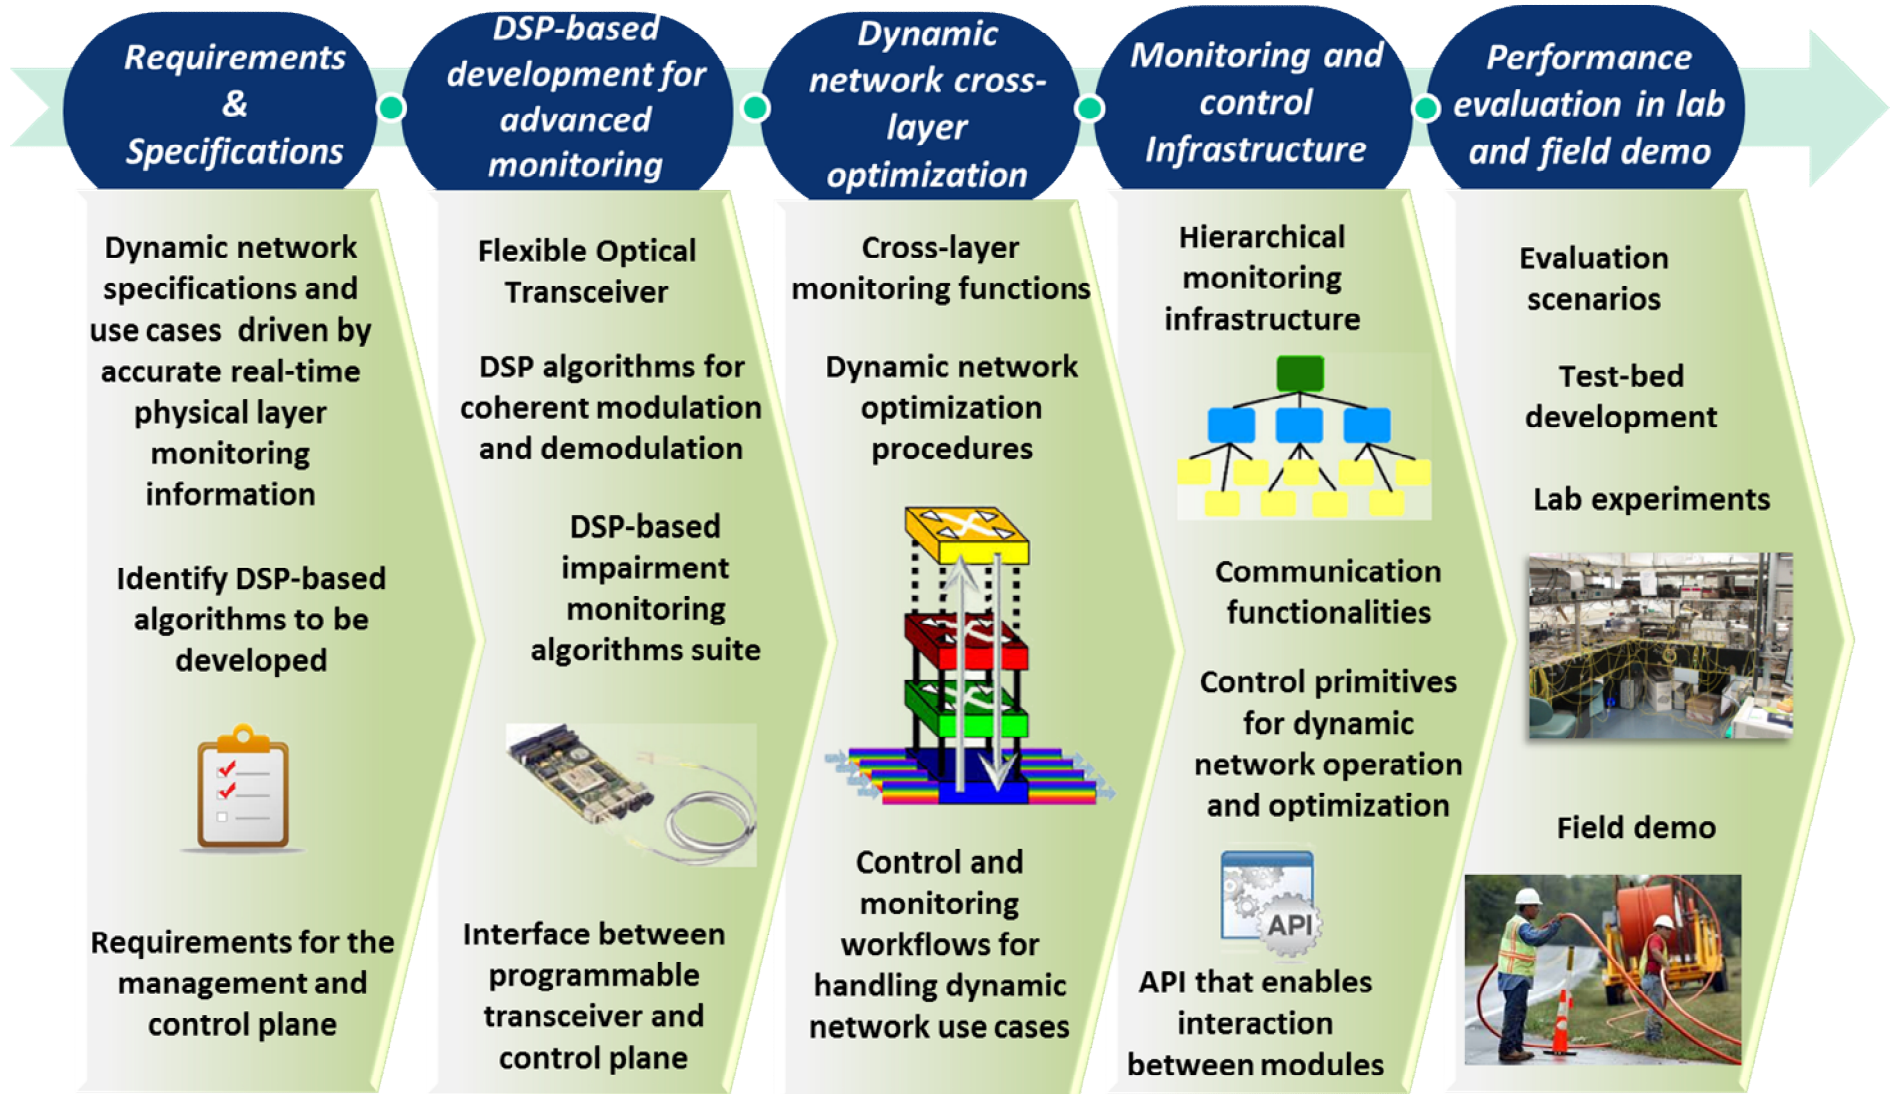 Requirements
&
Specifications
DSP-based
development for
advanced
monitoring
Dynamic
network cross-
layer
optimization
Monitoring and
control
Infrastructure
Performance
evaluation in lab
and field demo
Dynamic network
specifications and
use cases driven by
accurate real-time
physical layer
monitoring
information
Identify DSP-based
algorithms to be
developed
Requirements for the
management and
control plane
Flexible Optical
Transceiver
DSP algorithms for
coherent modulation
and demodulation
DSP-based
impairment
monitoring
algorithms suite
Interface between
programmable
transceiver and
control plane
Cross-layer
monitoring functions
Dynamic network
optimization
procedures
Control and
monitoring
workflows for
handling dynamic
network use cases
Hierarchical
monitoring
infrastructure
Communication
functionalities
Control primitives
for dynamic
network operation
and optimization
API
API that enables
interaction
between modules
Evaluation
scenarios
Test-bed
development
Lab experiments
Field demo